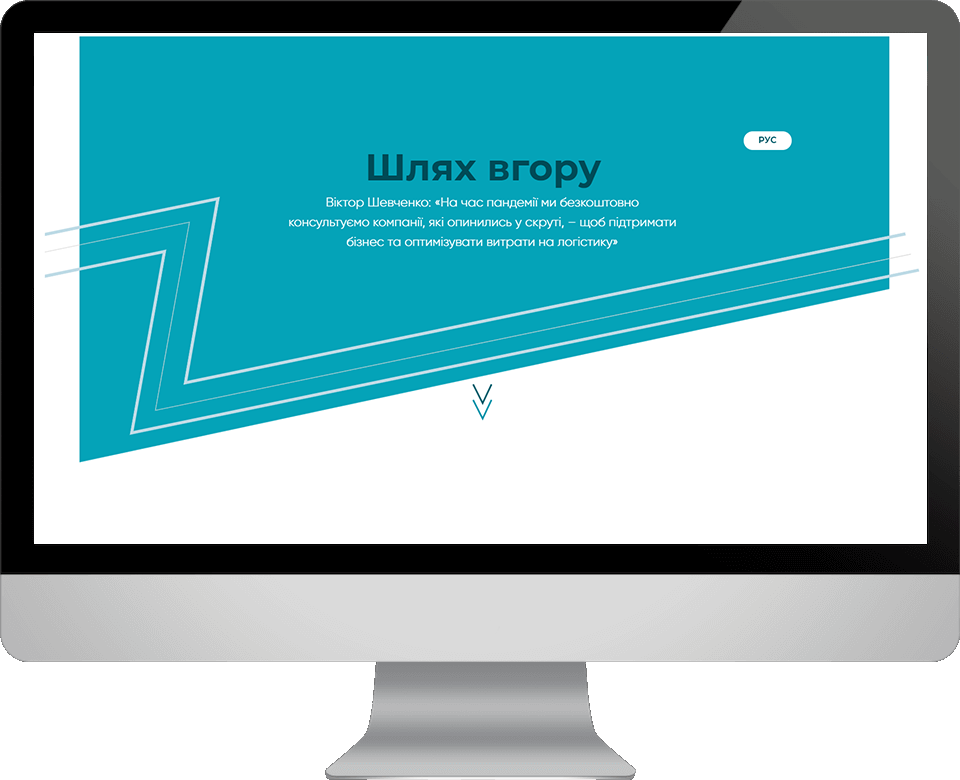 РУС
Шлях вгору
Віктор Шевченко: «На час пандемії ми безкоштовно
консультуємо компанії, які опинились у скруті, – щоб підтримати
бізнес та оптимізувати витрати на логістику»